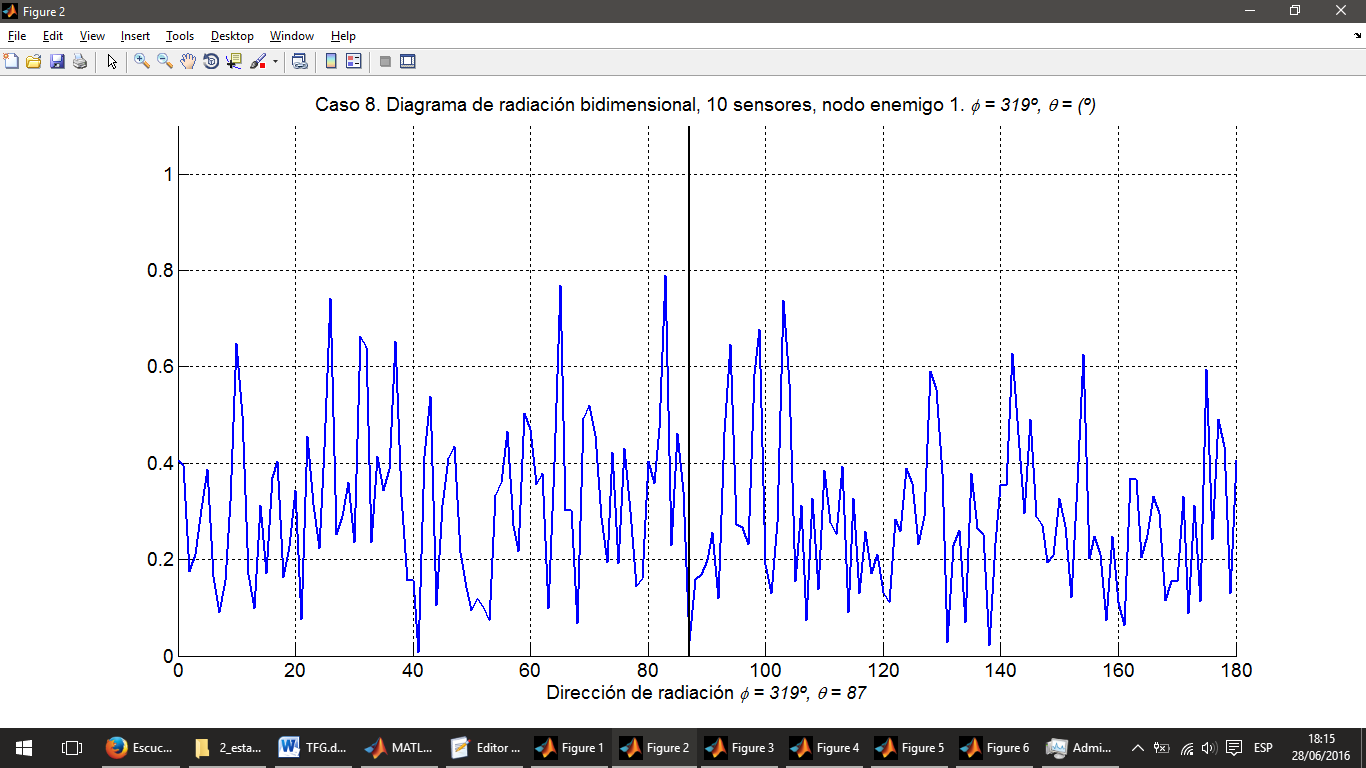 Figure 2
File Edit View Insert Tools Desktop Window Help
Caso 8. Diagrama de radiación bidimensional, 10 sensores, nodo enemigo 1. ϕ = 319º, θ = (º)
1
0.8
0.6
0.4
0.2
0
0 20 40 60 80 100 120 140 160 180
Dirección de radiación ϕ = 319º, θ = 87
Escuc... 2_esta... TFG.d... MATL... Editor ... Figure 1 Figure 2 Figure 3 Figure 4 Figure 5 Figure 6 Admi... ESP 18:15
28/06/2016